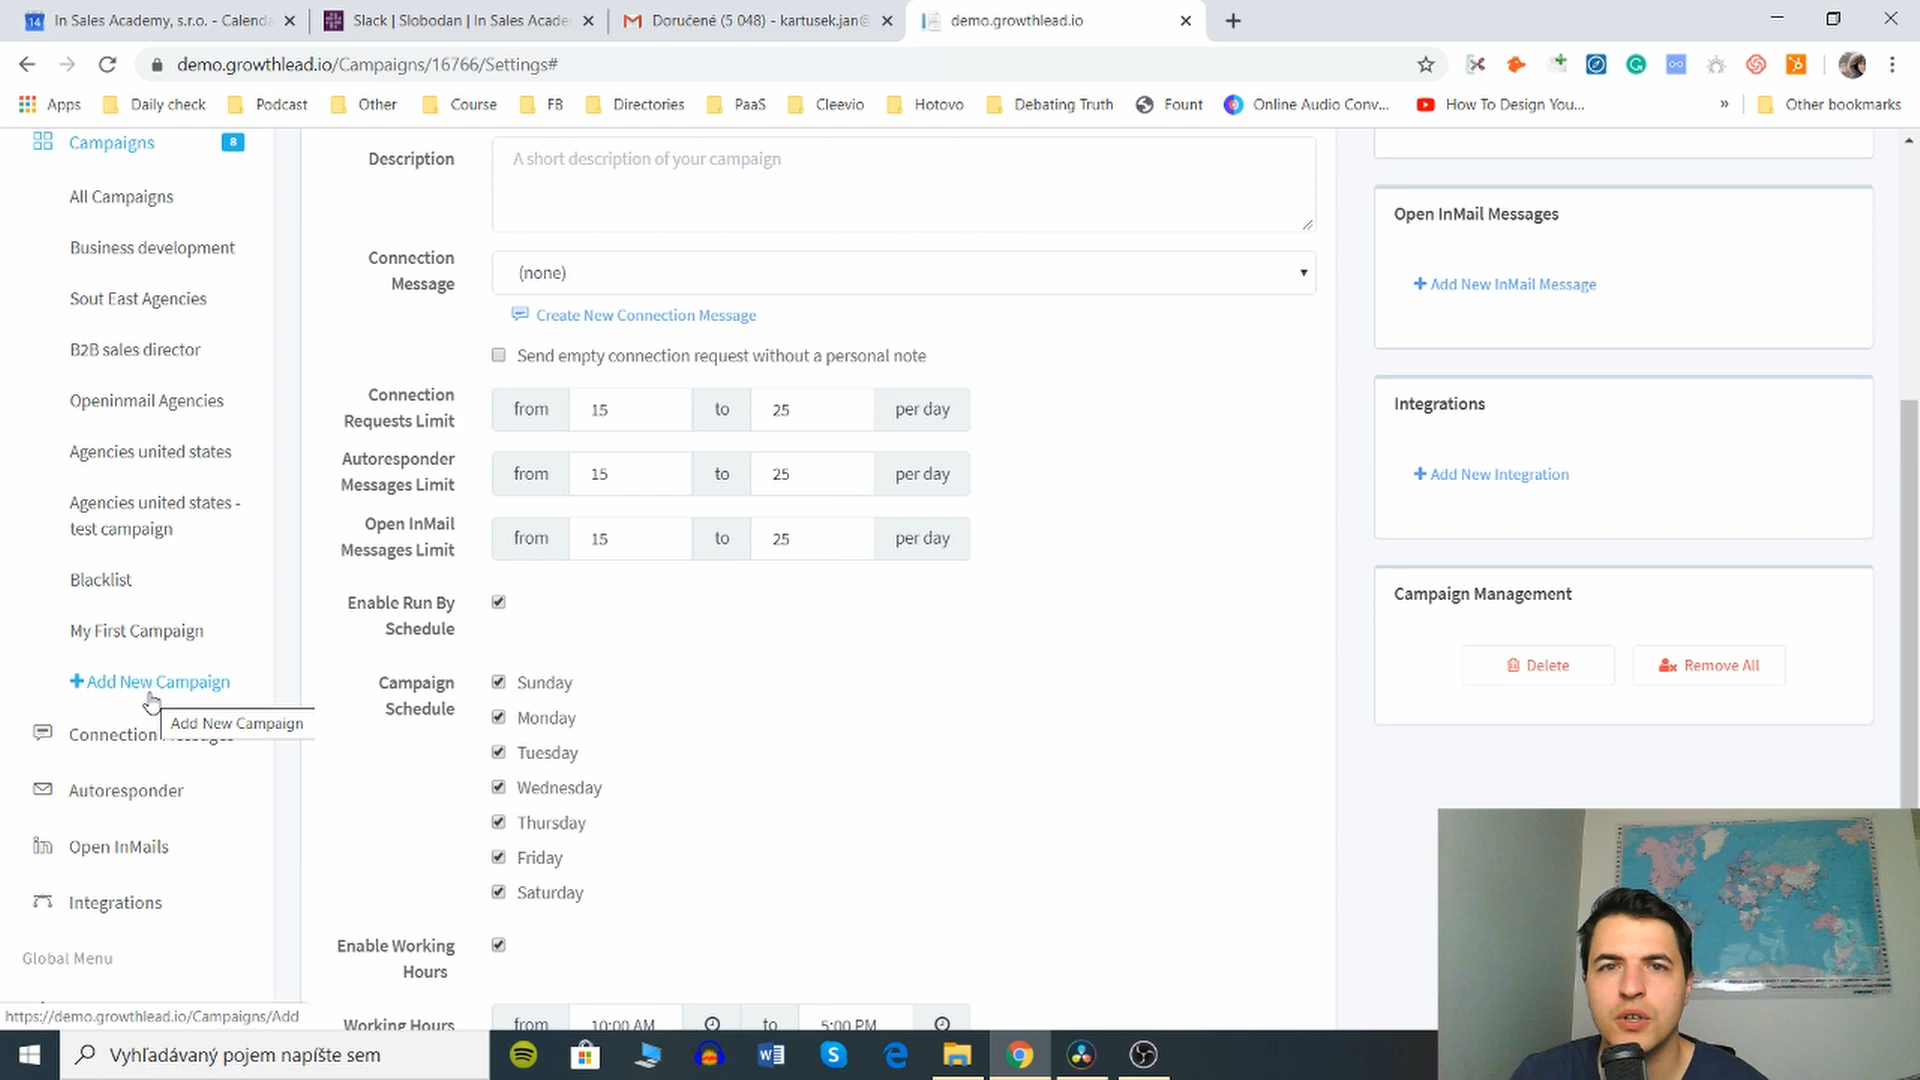 In Sales Academy, s.r.o. - Calenda
Slack | Slobodan | In Sales Acade
Doručené (5 048) - kartusek.jan@
demo.growthlead.io
demo.growthlead.io/Campaigns/16766/Settings#
Apps
Daily check
Podcast
Other
Course
FB
Directories
PaaS
Cleevio
Hotovo
Debating Truth
Fount
Online Audio Conv...
How To Design You...
»
Other bookmarks
Campaigns
8
All Campaigns
Business development
Sout East Agencies
B2B sales director
Openinmail Agencies
Agencies united states
Agencies united states -
test campaign
Blacklist
My First Campaign
+Add New Campaign
Add New Campaign
Connection
Autoresponder
Open InMails
Integrations
Global Menu
https://demo.growthlead.io/Campaigns/Add
Description
A short description of your campaign
Connection
Message
(none)
Create New Connection Message
Send empty connection request without a personal note
Connection
Requests Limit
from 15 to 25 per day
Autoresponder
Messages Limit
from 15 to 25 per day
Open InMail
Messages Limit
from 15 to 25 per day
Enable Run By
Schedule
Campaign
Schedule
Sunday
Monday
Tuesday
Wednesday
Thursday
Friday
Saturday
Enable Working
Hours
Working Hours
from 10:00 AM to 5:00 PM
Open InMail Messages
+ Add New InMail Message
Integrations
+ Add New Integration
Campaign Management
Delete
Remove All
Vyhľadávaný pojem napíšte sem